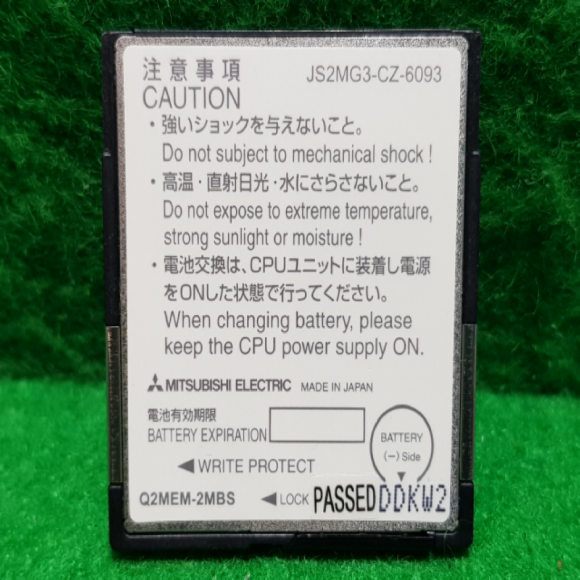 注意事項 JS2MG3-CZ-6093
CAUTION
・強いショックを与えないこと。
Do not subject to mechanical shock !
・高温・直射日光・水にさらさないこと。
Do not expose to extreme temperature,
strong sunlight or moisture !
・電池交換は、CPUユニットに装着し電源
をONした状態で行ってください。
When changing battery, please
keep the CPU power supply ON.
MITSUBISHI ELECTRIC MADE IN JAPAN
電池有効期限
BATTERY EXPIRATION
BATTERY
(−) Side
▼
◀ WRITE PROTECT
Q2MEM-2MBS ◀ LOCK PASSED DDKW2